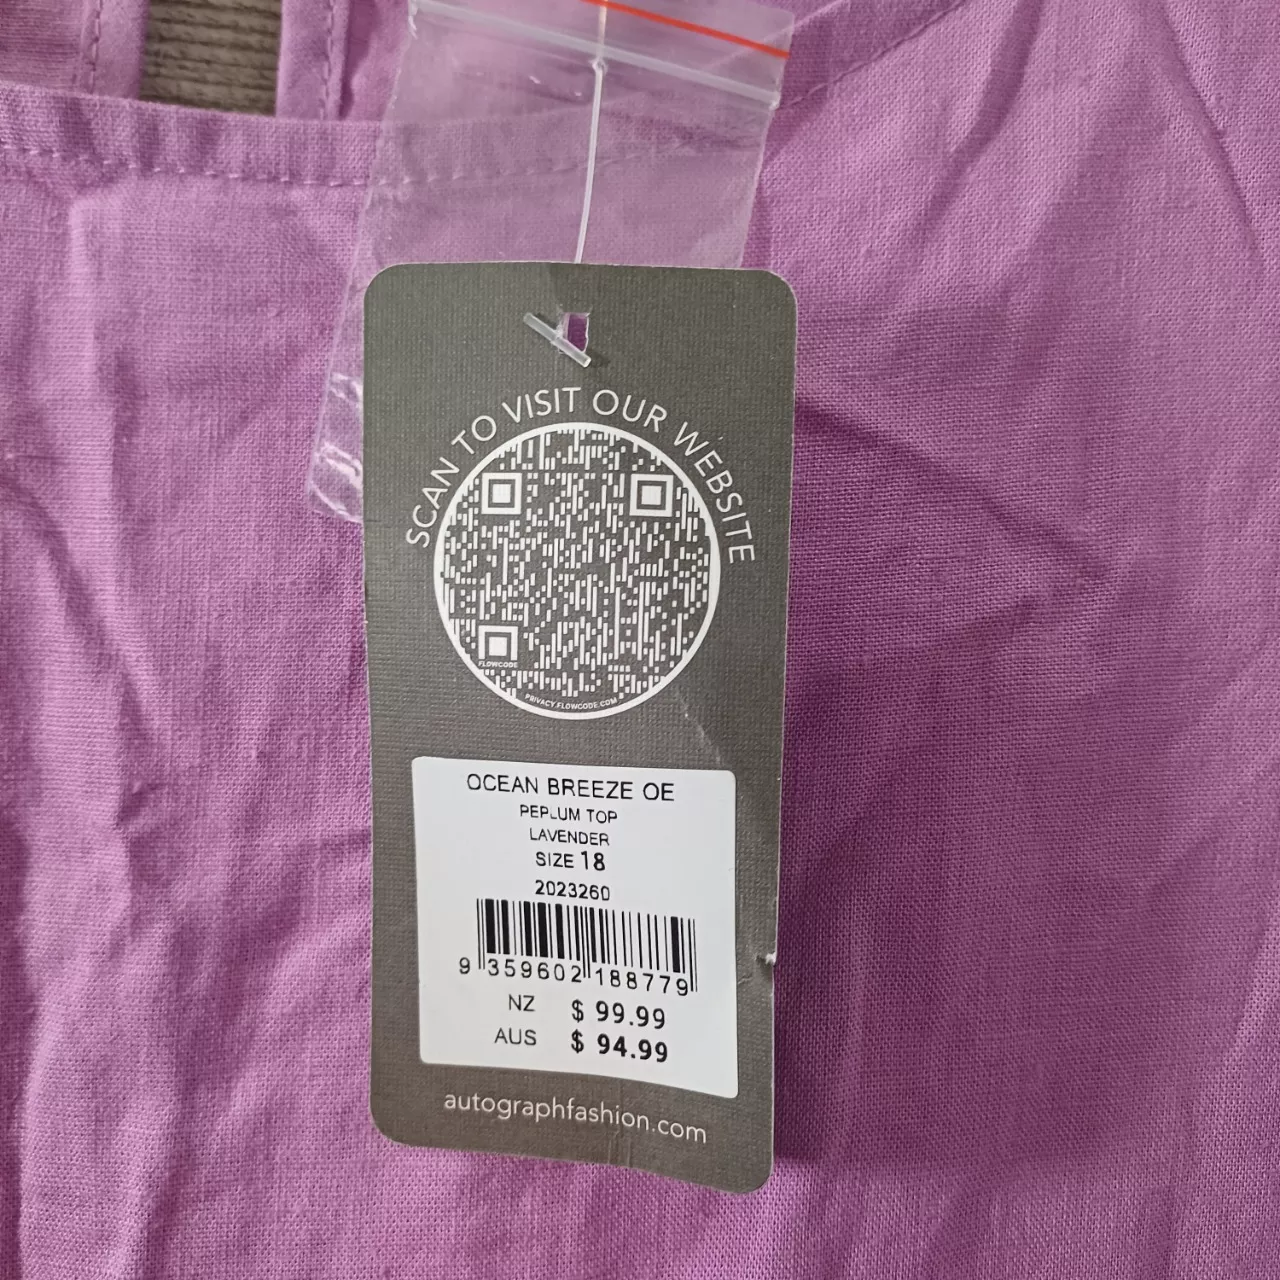 SCAN TO VISIT OUR WEBSITE
FLOWCODE
PRIVACY.FLOWCODE.COM
OCEAN BREEZE OE
PEPLUM TOP
LAVENDER
SIZE 18
2023260
9 359602 188779
NZ $ 99.99
AUS $ 94.99
autographfashion.com